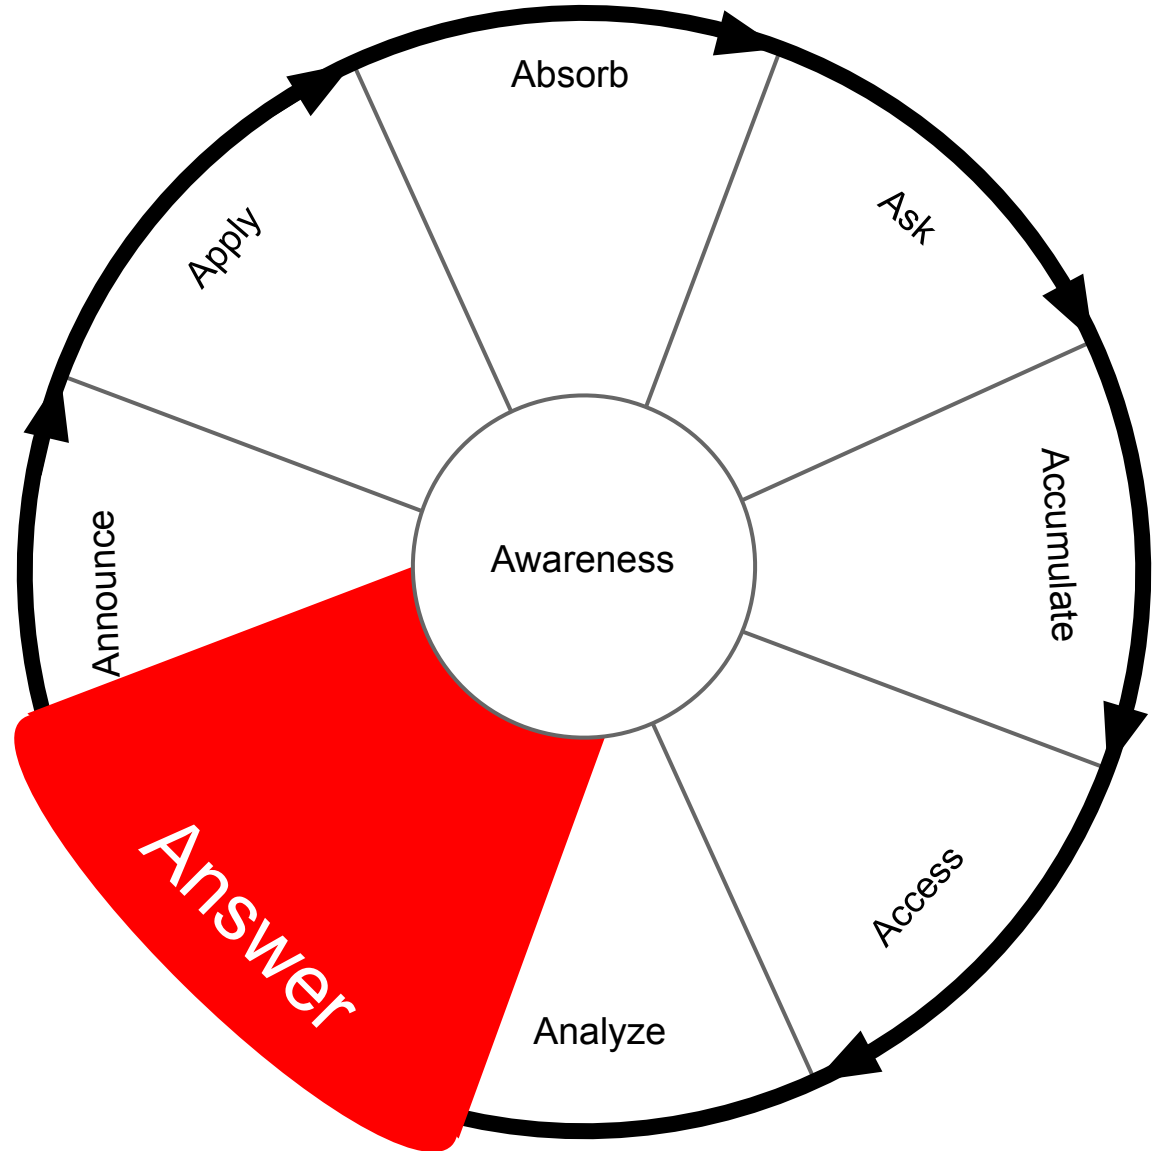 Absorb
Ask
Accumulate
Access
Analyze
Answer
Announce
Apply
Awareness